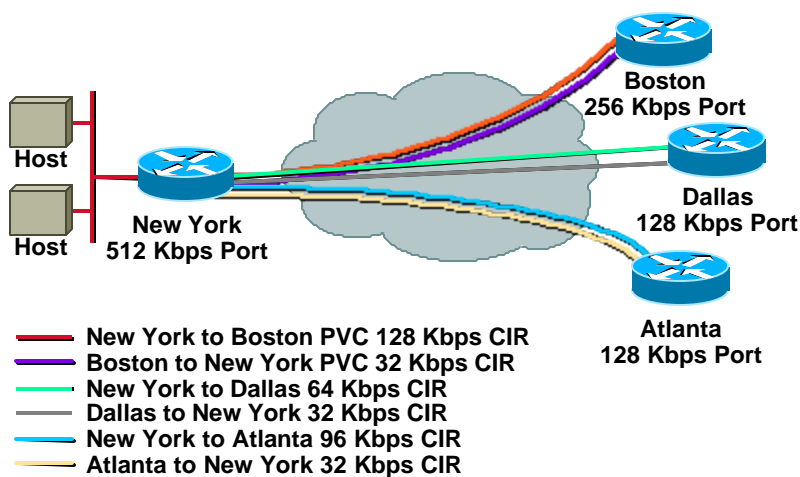 Boston
256 Kbps Port
Host
Dallas
128 Kbps Port
New York
512 Kbps Port
Host
Atlanta
128 Kbps Port
New York to Boston PVC 128 Kbps CIR
Boston to New York PVC 32 Kbps CIR
New York to Dallas 64 Kbps CIR
Dallas to New York 32 Kbps CIR
New York to Atlanta 96 Kbps CIR
Atlanta to New York 32 Kbps CIR